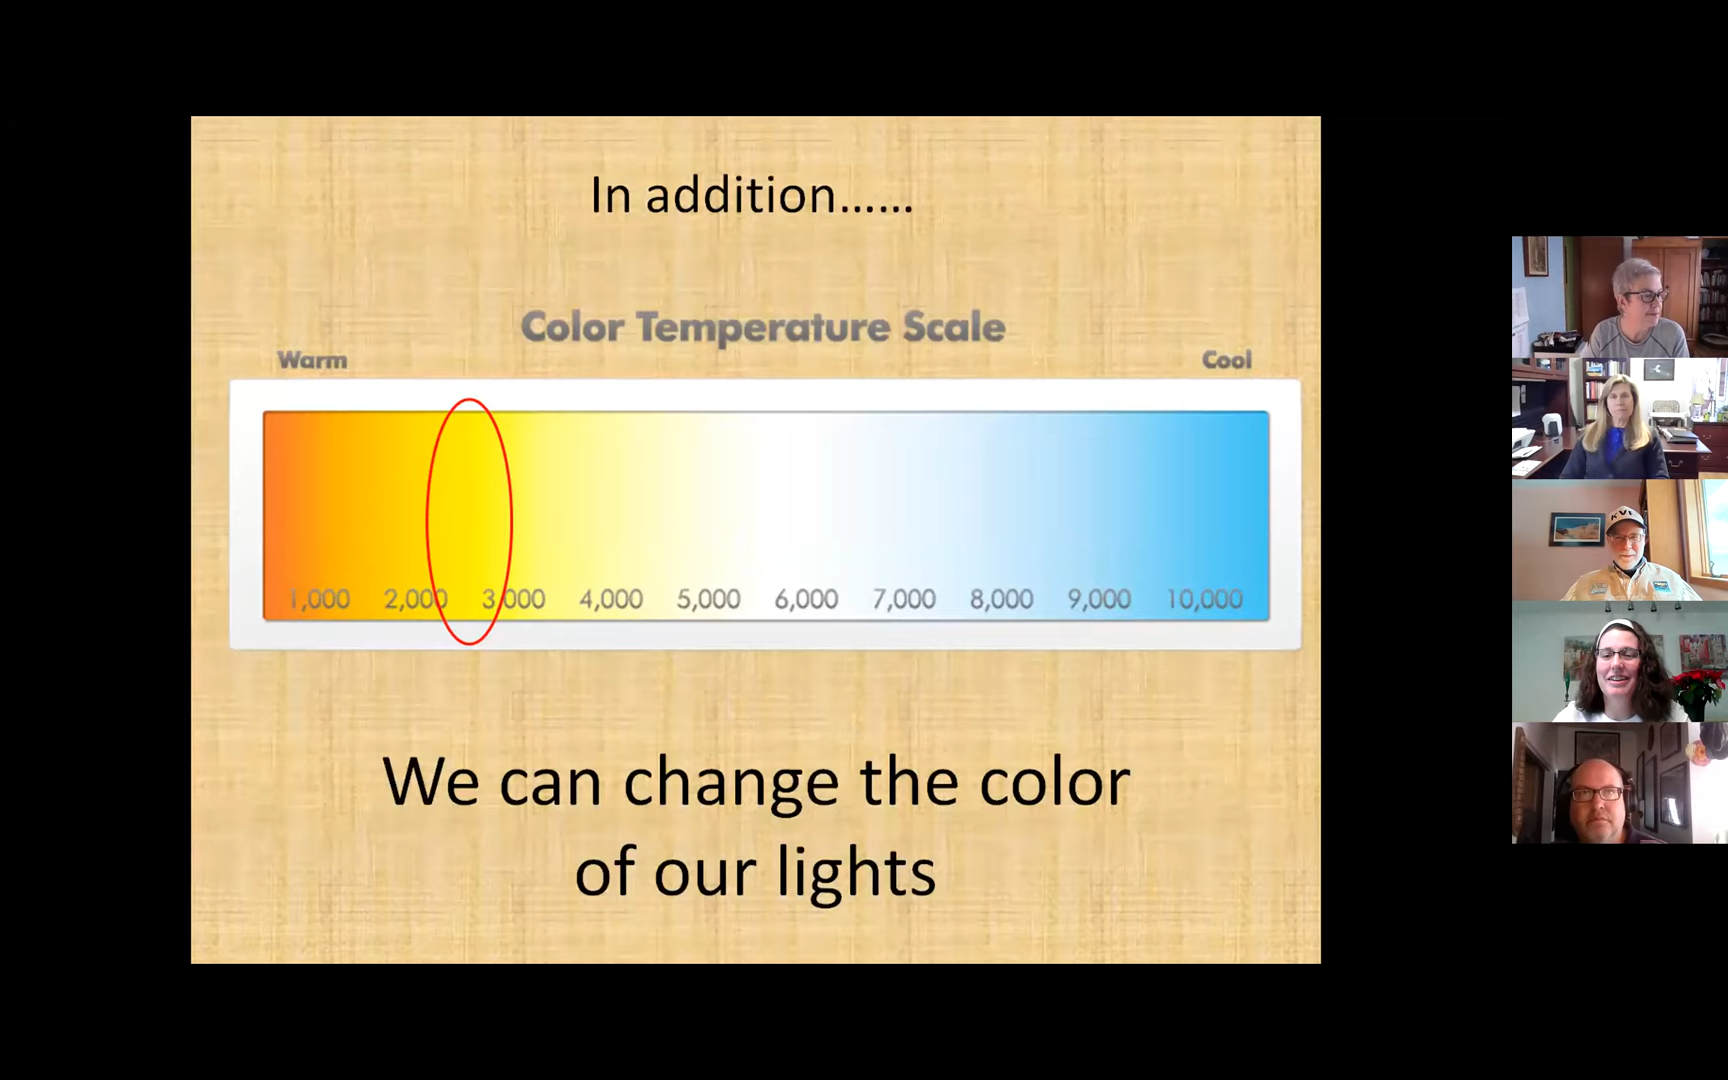 In addition......
Color Temperature Scale
Warm Cool
1,000 2,000 3,000 4,000 5,000 6,000 7,000 8,000 9,000 10,000
We can change the color
of our lights